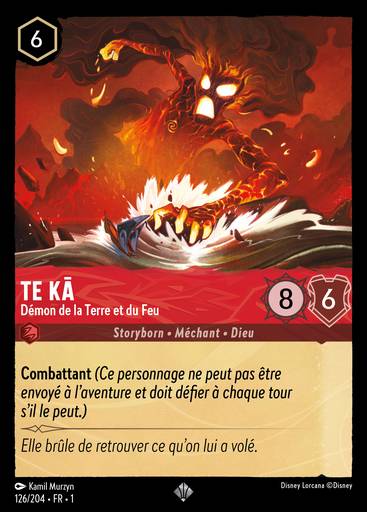 6
TE KĀ
Démon de la Terre et du Feu
8
6
Storyborn • Méchant • Dieu
Combattant (Ce personnage ne peut pas être
envoyé à l'aventure et doit défier à chaque tour
s'il le peut.)
Elle brûle de retrouver ce qu'on lui a volé.
Kamil Murzyn
126/204 • FR • 1
Disney Lorcana ©Disney